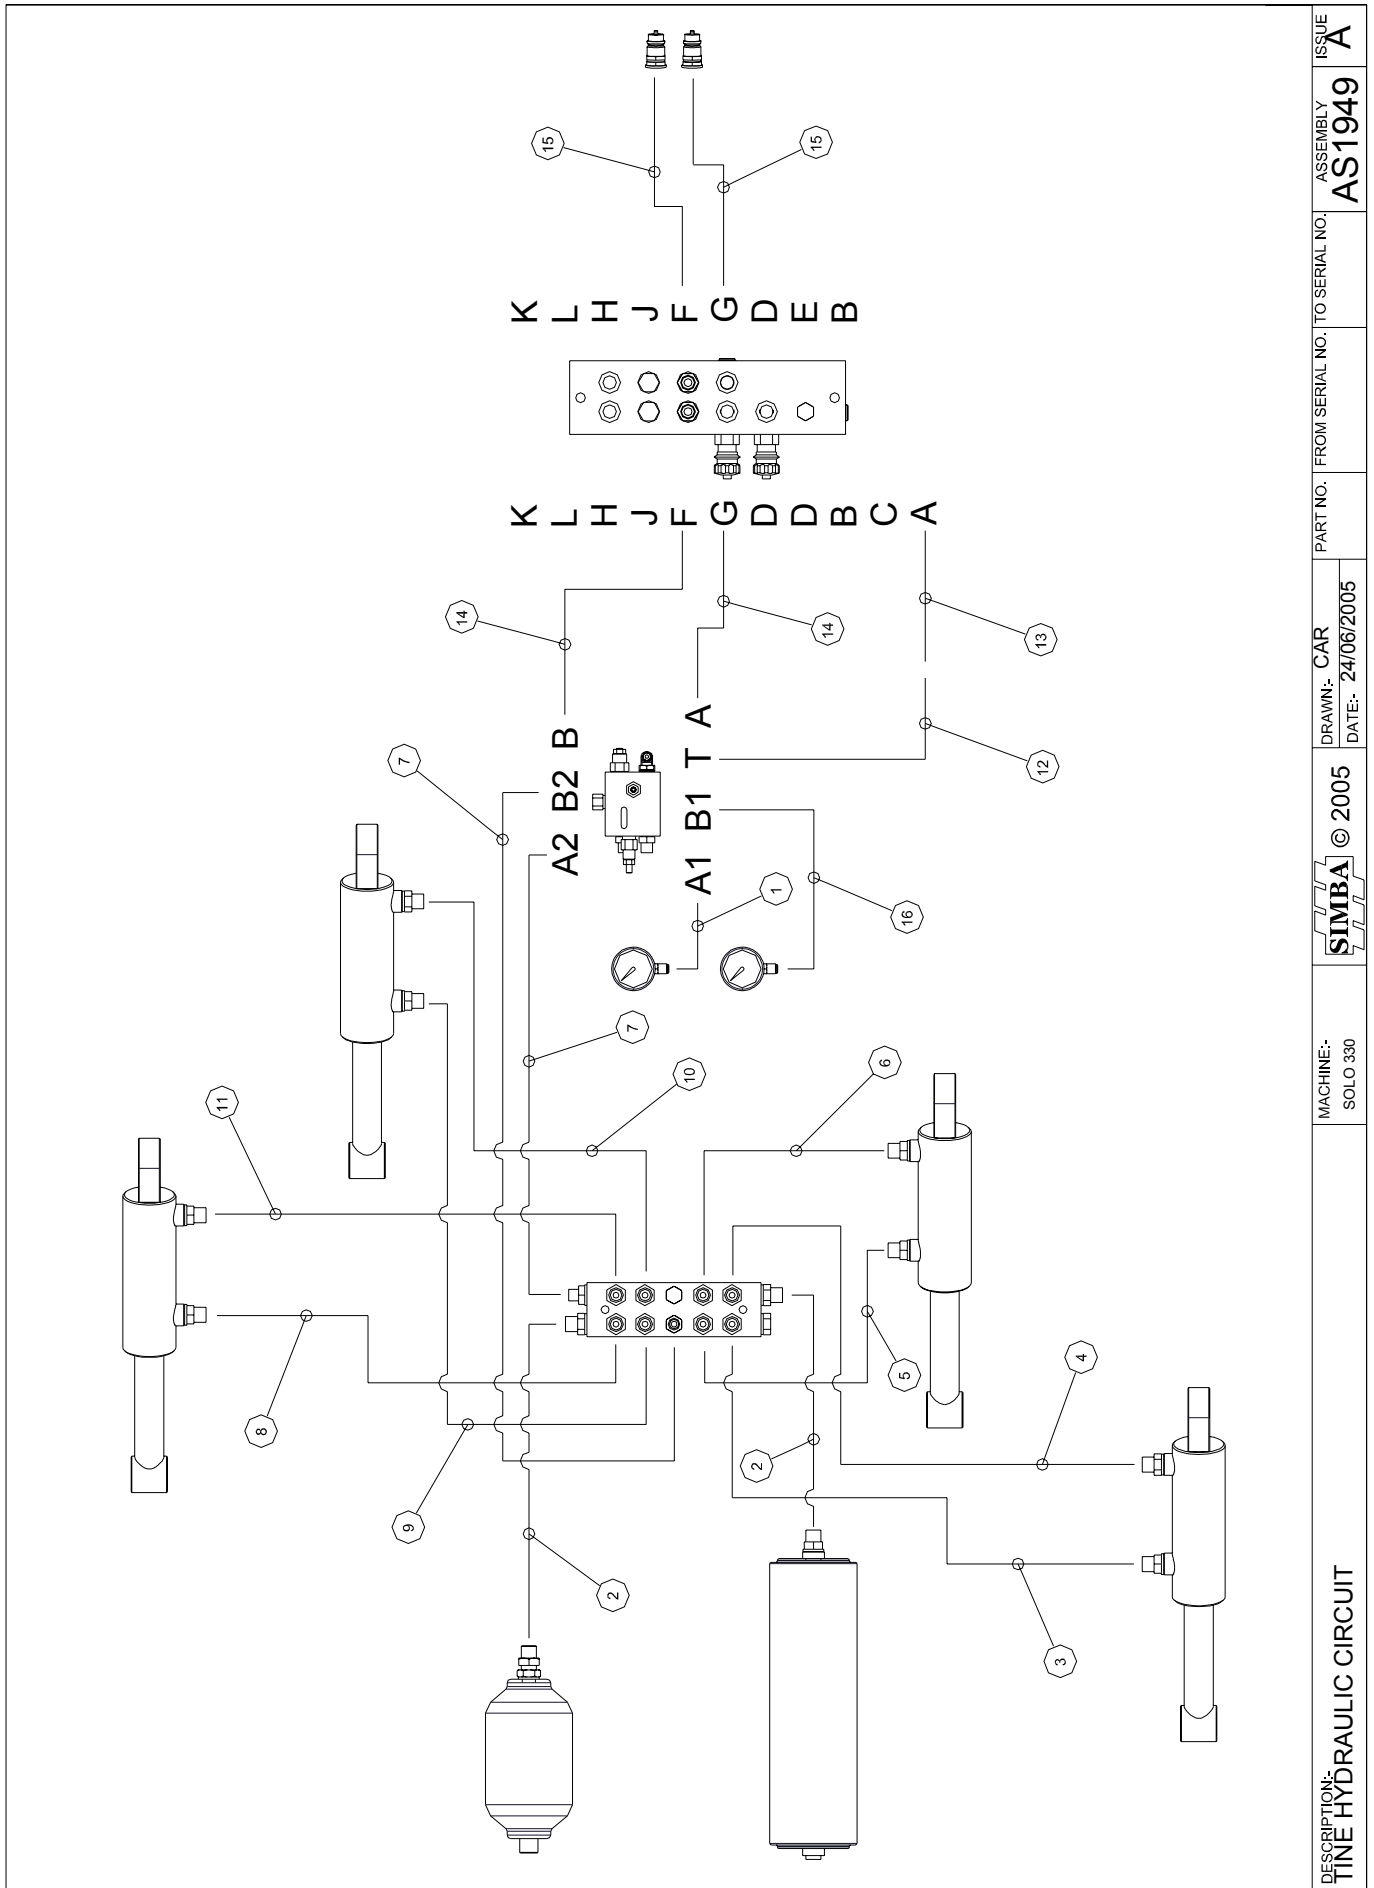 15
15
K L H J F G D E B
K L H J F G D D B C A
14
14
13
12
7
A2 B2 B
A1 B1 T A
1
16
7
10
11
6
5
4
8
9
2
2
3
DESCRIPTION:-
TINE HYDRAULIC CIRCUIT
MACHINE:-
SOLO 330
SIMBA © 2005
DRAWN:- CAR
DATE:- 24/06/2005
PART NO.
FROM SERIAL NO.
TO SERIAL NO.
ASSEMBLY
AS1949
ISSUE
A